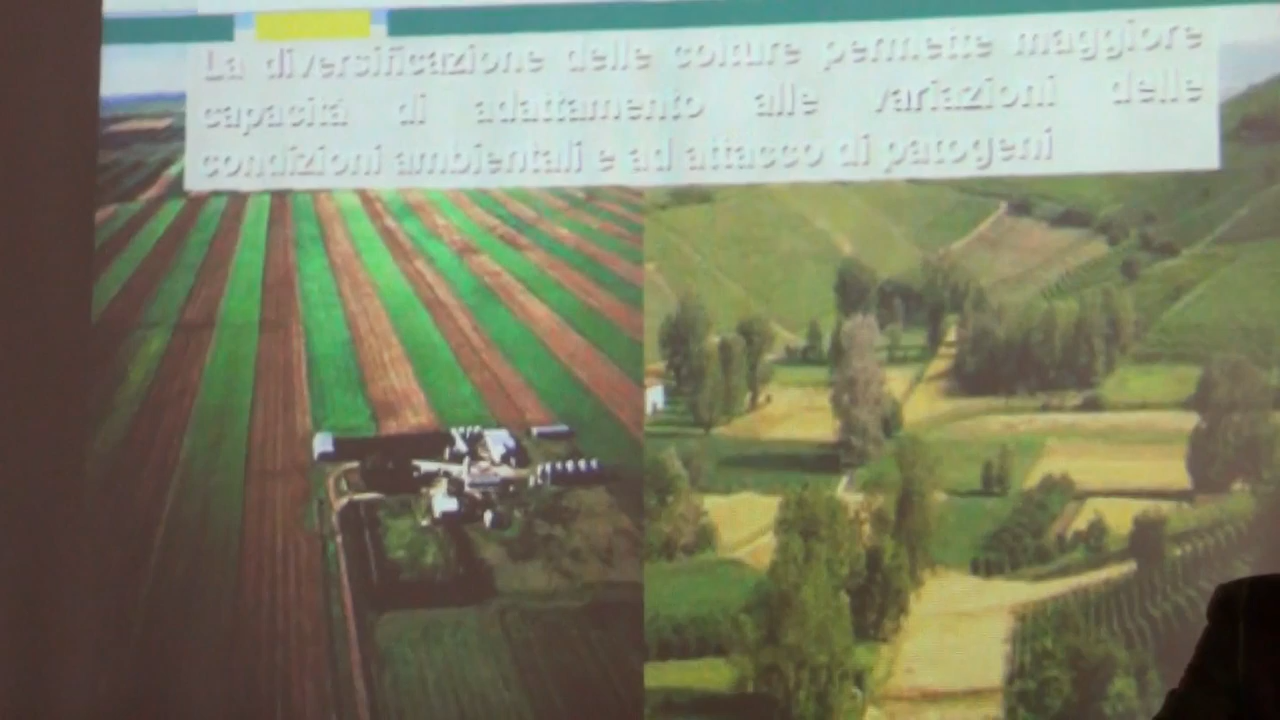 La diversificazione delle colture permette maggiore
capacità di adattamento alle variazioni delle
condizioni ambientali e ad attacco di patogeni